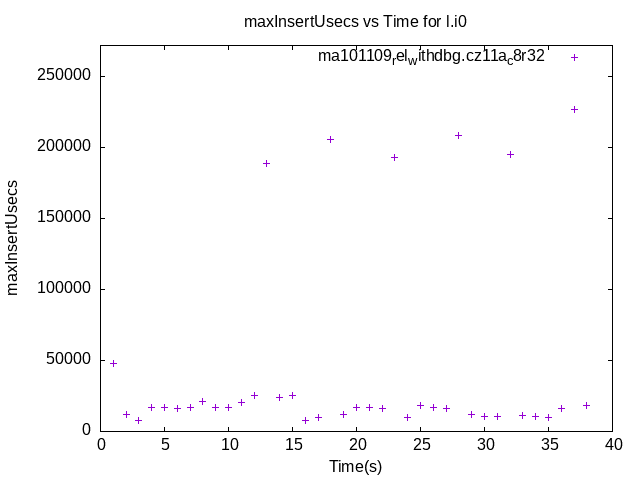 maxInsertUsecs vs Time for l.i0
ma101109relwithdbg.cz11ac8r32
250000
200000
150000
100000
50000
0
maxInsertUsecs
0 5 10 15 20 25 30 35 40
Time(s)